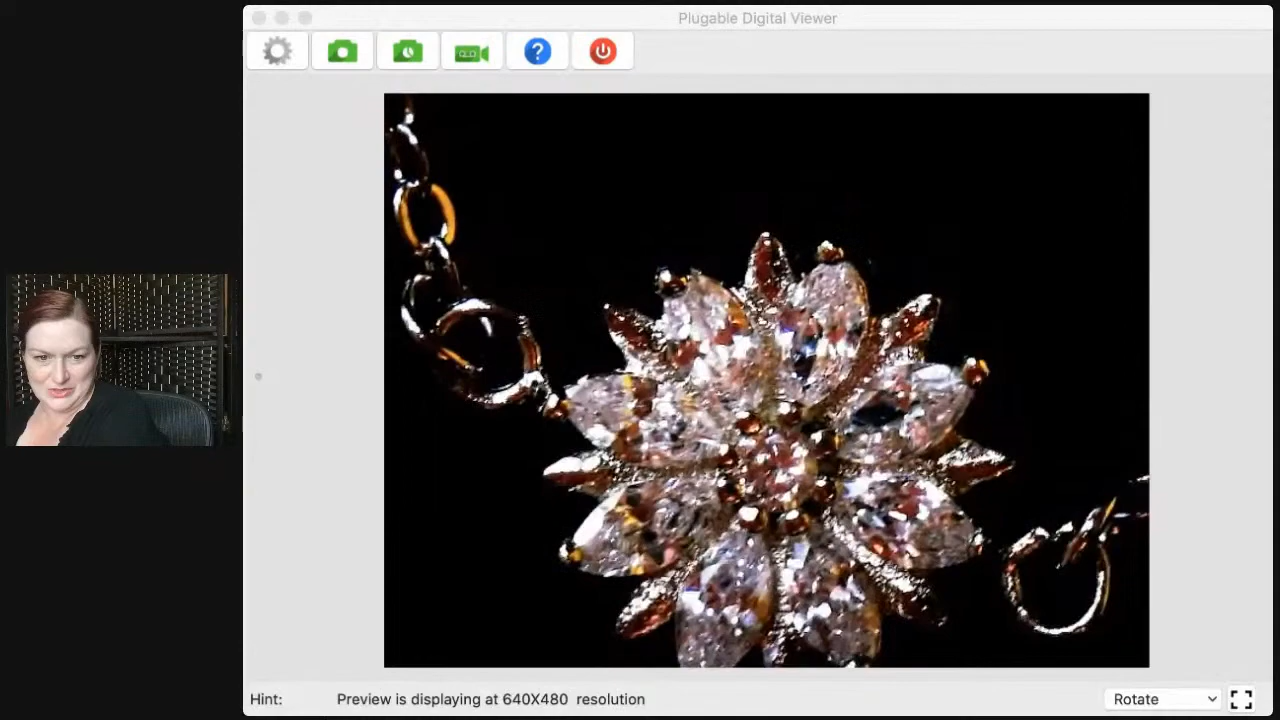 Plugable Digital Viewer
Hint: Preview is displaying at 640X480 resolution
Rotate